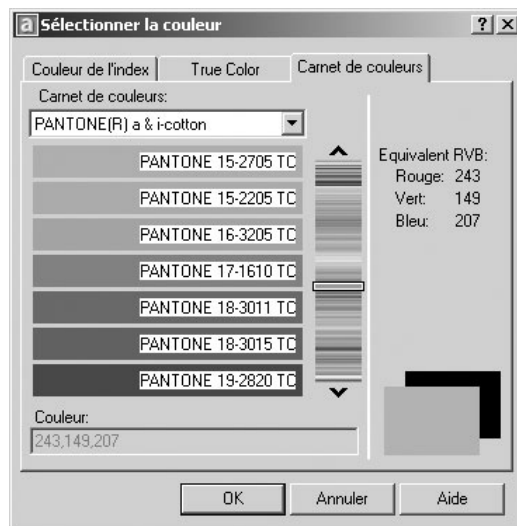 a Sélectionner la couleur ? x
Couleur de l'index True Color Carnet de couleurs
Carnet de couleurs:
PANTONE(R) a & i-cotton
PANTONE 15-2705 TC
PANTONE 15-2205 TC
PANTONE 16-3205 TC
PANTONE 17-1610 TC
PANTONE 18-3011 TC
PANTONE 18-3015 TC
PANTONE 19-2820 TC
Equivalent RVB:
Rouge: 243
Vert: 149
Bleu: 207
Couleur:
243,149,207
OK Annuler Aide